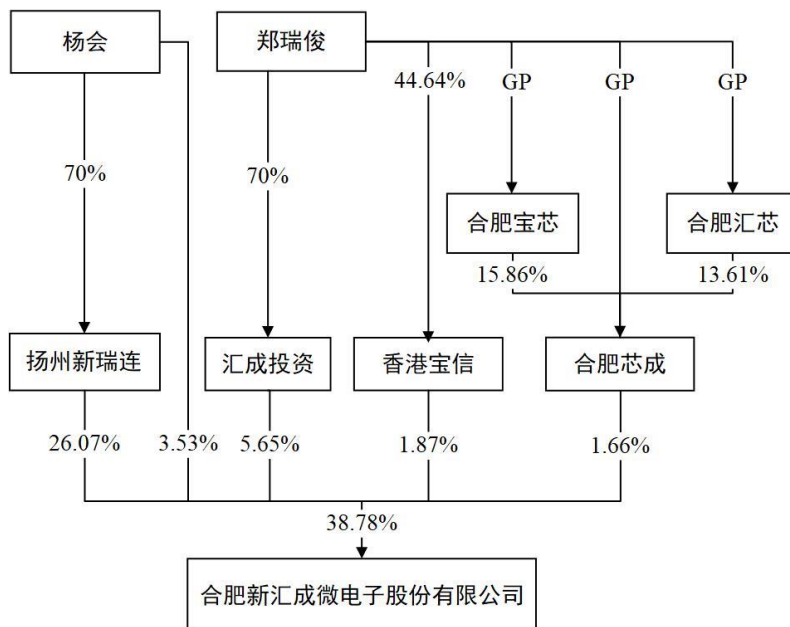 杨会
郑瑞俊
44.64%
GP
GP
GP
70%
70%
合肥宝芯
合肥汇芯
15.86%
13.61%
扬州新瑞连
汇成投资
香港宝信
合肥芯成
26.07%
3.53%
5.65%
1.87%
1.66%
38.78%
合肥新汇成微电子股份有限公司